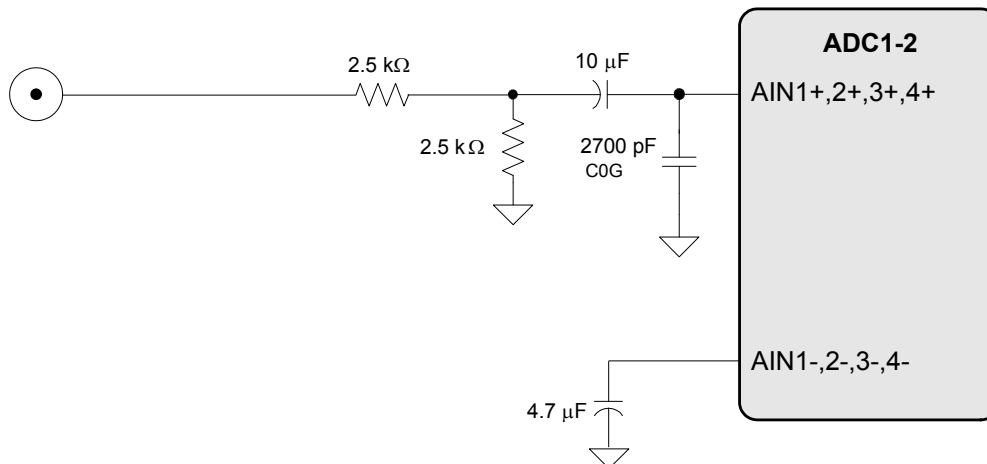 ADC1-2
10 μF
2.5 kΩ
AIN1+,2+,3+,4+
2.5 kΩ
2700 pF
C0G
AIN1-,2-,3-,4-
4.7 μF